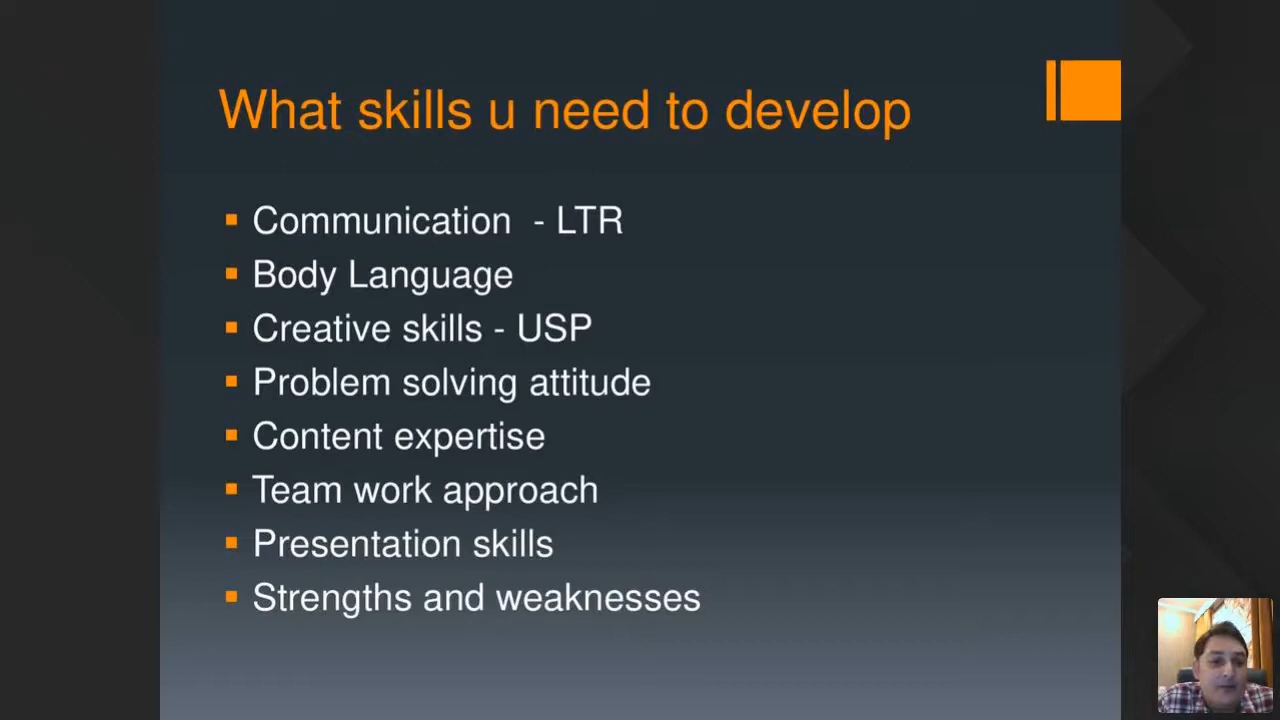 What skills u need to develop
Communication - LTR
Body Language
Creative skills - USP
Problem solving attitude
Content expertise
Team work approach
Presentation skills
Strengths and weaknesses